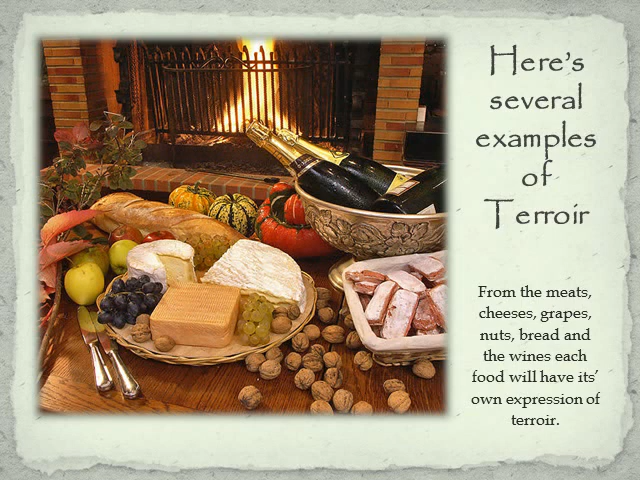 Here's
several
examples
of
Terroir
From the meats,
cheeses, grapes,
nuts, bread and
the wines each
food will have its'
own expression of
terroir.